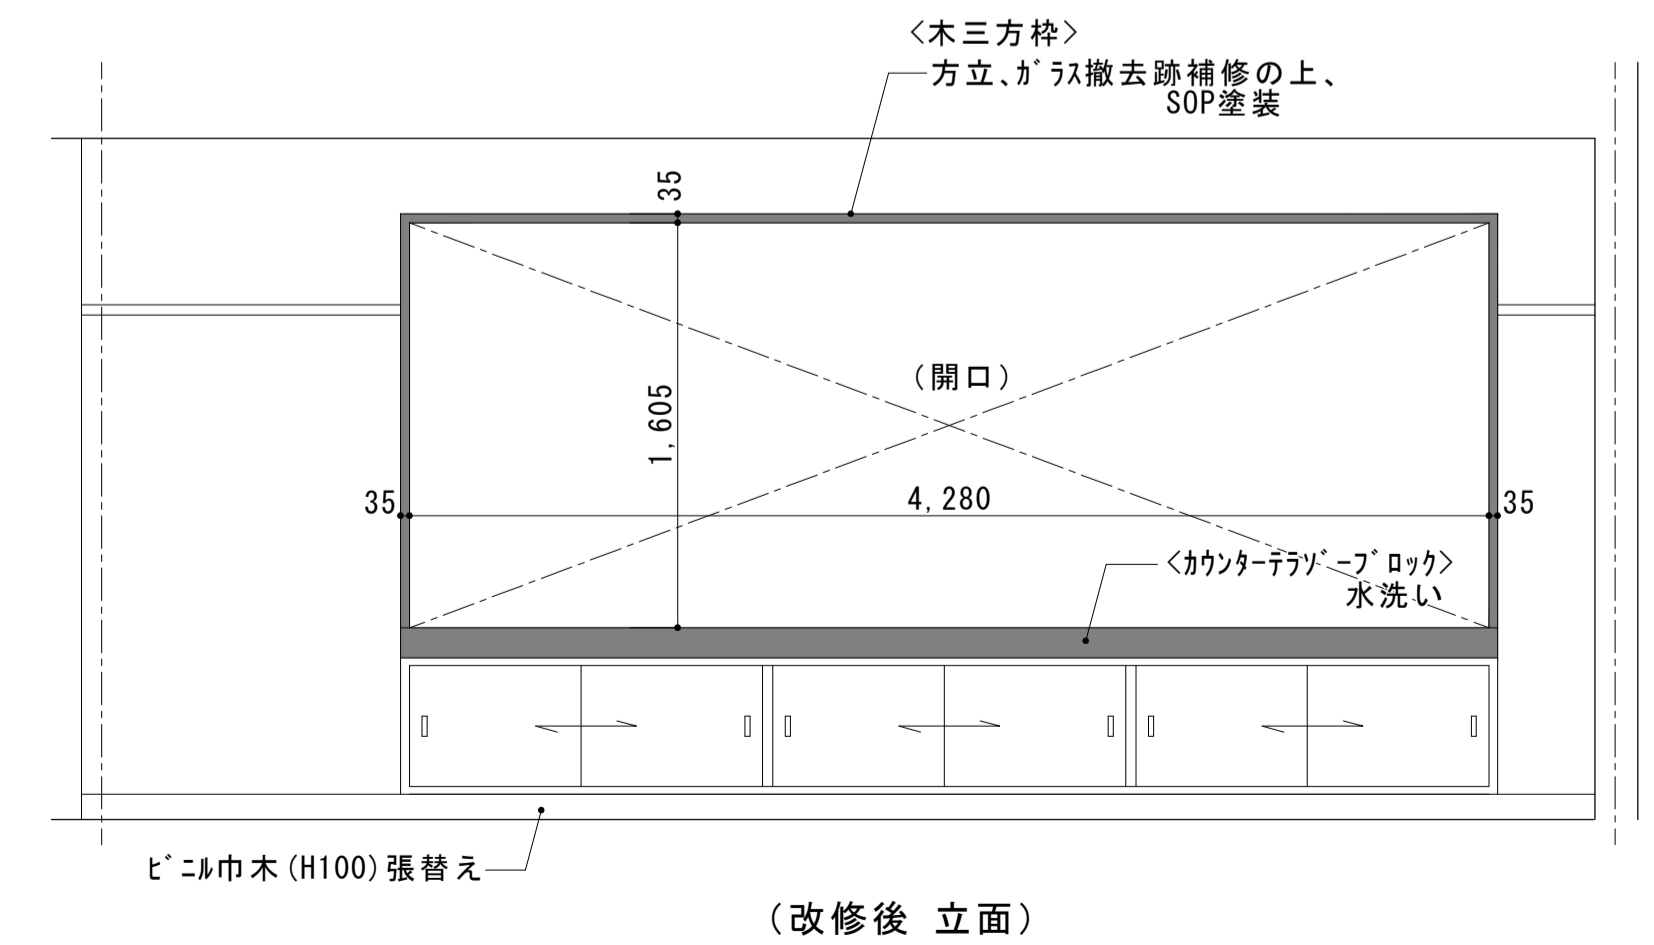 〈木三方枠〉
方立、ｶﾞﾗｽ撤去跡補修の上、
SOP塗装
35
(開口)
1,605
35
4,280
35
〈ｶｳﾝﾀｰﾃﾗｿﾞｰﾌﾞﾛｯｸ〉
水洗い
ﾋﾞﾆﾙ巾木(H100)張替え
(改修後 立面)